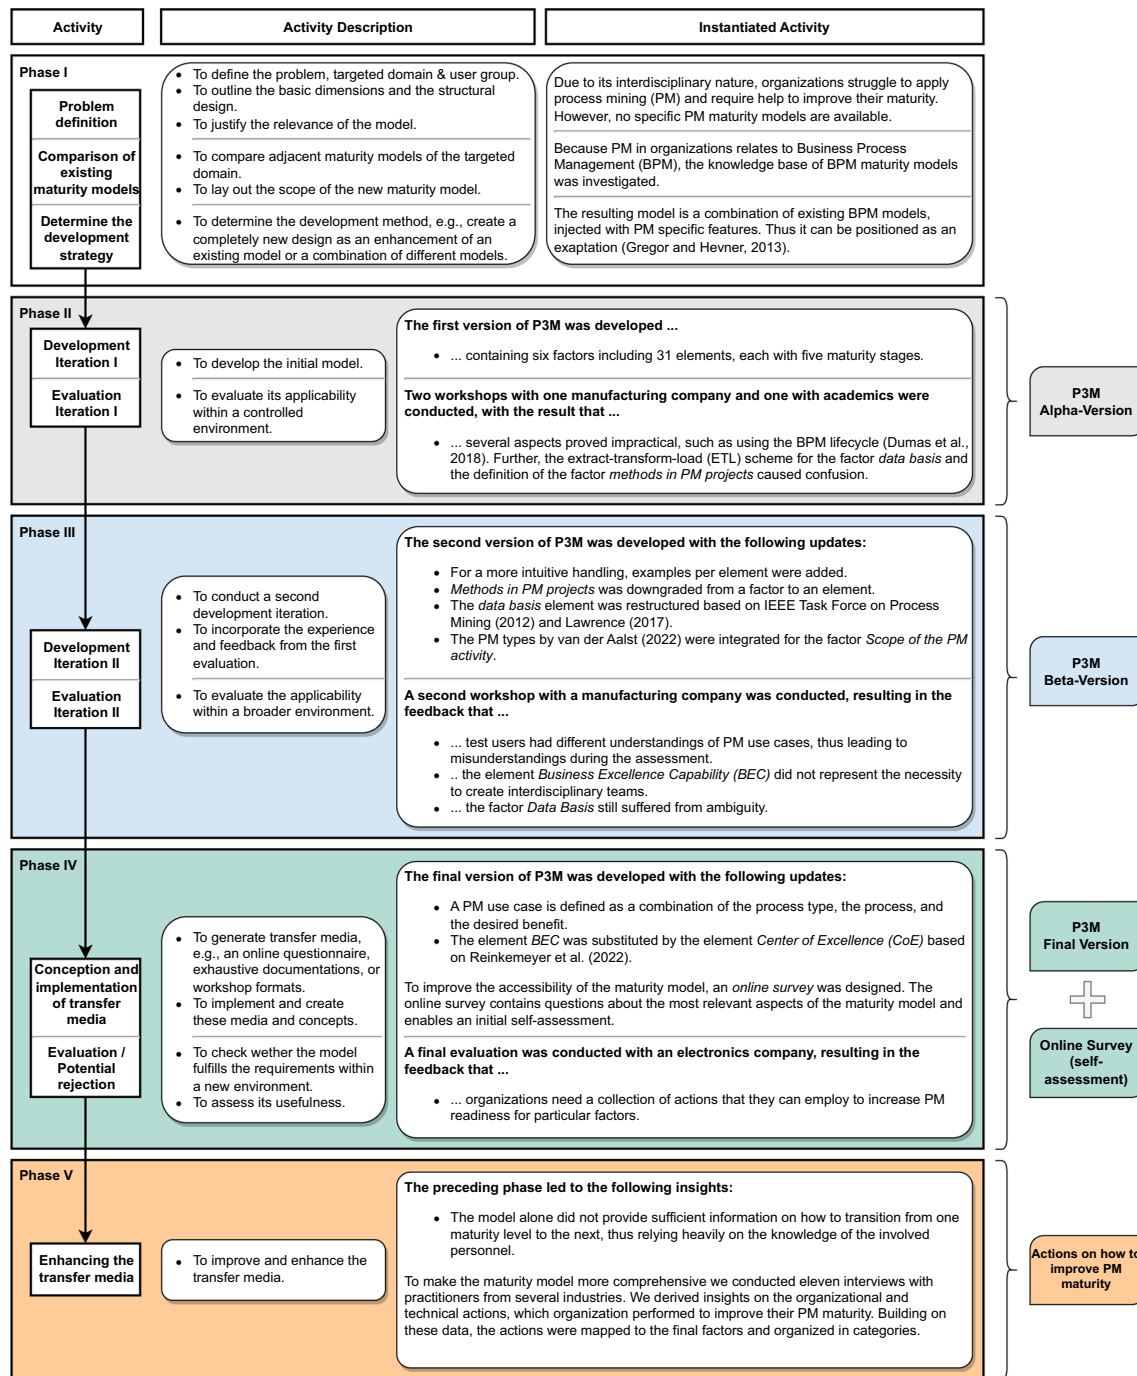 Activity
Activity Description
Instantiated Activity
Phase I
Problem
definition
Comparison of
existing
maturity models
Determine the
development
strategy
• To define the problem, targeted domain & user group.
• To outline the basic dimensions and the structural
design.
• To justify the relevance of the model.
• To compare adjacent maturity models of the targeted
domain.
• To lay out the scope of the new maturity model.
• To determine the development method, e.g., create a
completely new design as an enhancement of an
existing model or a combination of different models.
Due to its interdisciplinary nature, organizations struggle to apply
process mining (PM) and require help to improve their maturity.
However, no specific PM maturity models are available.
Because PM in organizations relates to Business Process
Management (BPM), the knowledge base of BPM maturity models
was investigated.
The resulting model is a combination of existing BPM models,
injected with PM specific features. Thus it can be positioned as an
exaptation (Gregor and Hevner, 2013).
Phase II
Development
Iteration I
Evaluation
Iteration I
• To develop the initial model.
• To evaluate its applicability
within a controlled
environment.
The first version of P3M was developed ...
• ... containing six factors including 31 elements, each with five maturity stages.
Two workshops with one manufacturing company and one with academics were
conducted, with the result that ...
• ... several aspects proved impractical, such as using the BPM lifecycle (Dumas et al.,
2018). Further, the extract-transform-load (ETL) scheme for the factor data basis and
the definition of the factor methods in PM projects caused confusion.
P3M
Alpha-Version
Phase III
Development
Iteration II
Evaluation
Iteration II
• To conduct a second
development iteration.
• To incorporate the experience
and feedback from the first
evaluation.
• To evaluate the applicability
within a broader environment.
The second version of P3M was developed with the following updates:
• For a more intuitive handling, examples per element were added.
• Methods in PM projects was downgraded from a factor to an element.
• The data basis element was restructured based on IEEE Task Force on Process
Mining (2012) and Lawrence (2017).
• The PM types by van der Aalst (2022) were integrated for the factor Scope of the PM
activity.
A second workshop with a manufacturing company was conducted, resulting in the
feedback that ...
• ... test users had different understandings of PM use cases, thus leading to
misunderstandings during the assessment.
• .. the element Business Excellence Capability (BEC) did not represent the necessity
to create interdisciplinary teams.
• ... the factor Data Basis still suffered from ambiguity.
P3M
Beta-Version
Phase IV
Conception and
implementation
of transfer
media
Evaluation /
Potential
rejection
• To generate transfer media,
e.g., an online questionnaire,
exhaustive documentations, or
workshop formats.
• To implement and create
these media and concepts.
• To check wether the model
fulfills the requirements within
a new environment.
• To assess its usefulness.
The final version of P3M was developed with the following updates:
• A PM use case is defined as a combination of the process type, the process, and
the desired benefit.
• The element BEC was substituted by the element Center of Excellence (CoE) based
on Reinkemeyer et al. (2022).
To improve the accessibility of the maturity model, an online survey was designed. The
online survey contains questions about the most relevant aspects of the maturity model and
enables an initial self-assessment.
A final evaluation was conducted with an electronics company, resulting in the
feedback that ...
• ... organizations need a collection of actions that they can employ to increase PM
readiness for particular factors.
P3M
Final Version
Online Survey
(self-
assessment)
Phase V
Enhancing the
transfer media
• To improve and enhance the
transfer media.
The preceding phase led to the following insights:
• The model alone did not provide sufficient information on how to transition from one
maturity level to the next, thus relying heavily on the knowledge of the involved
personnel.
To make the maturity model more comprehensive we conducted eleven interviews with
practitioners from several industries. We derived insights on the organizational and
technical actions, which organization performed to improve their PM maturity. Building on
these data, the actions were mapped to the final factors and organized in categories.
Actions on how to
improve PM
maturity